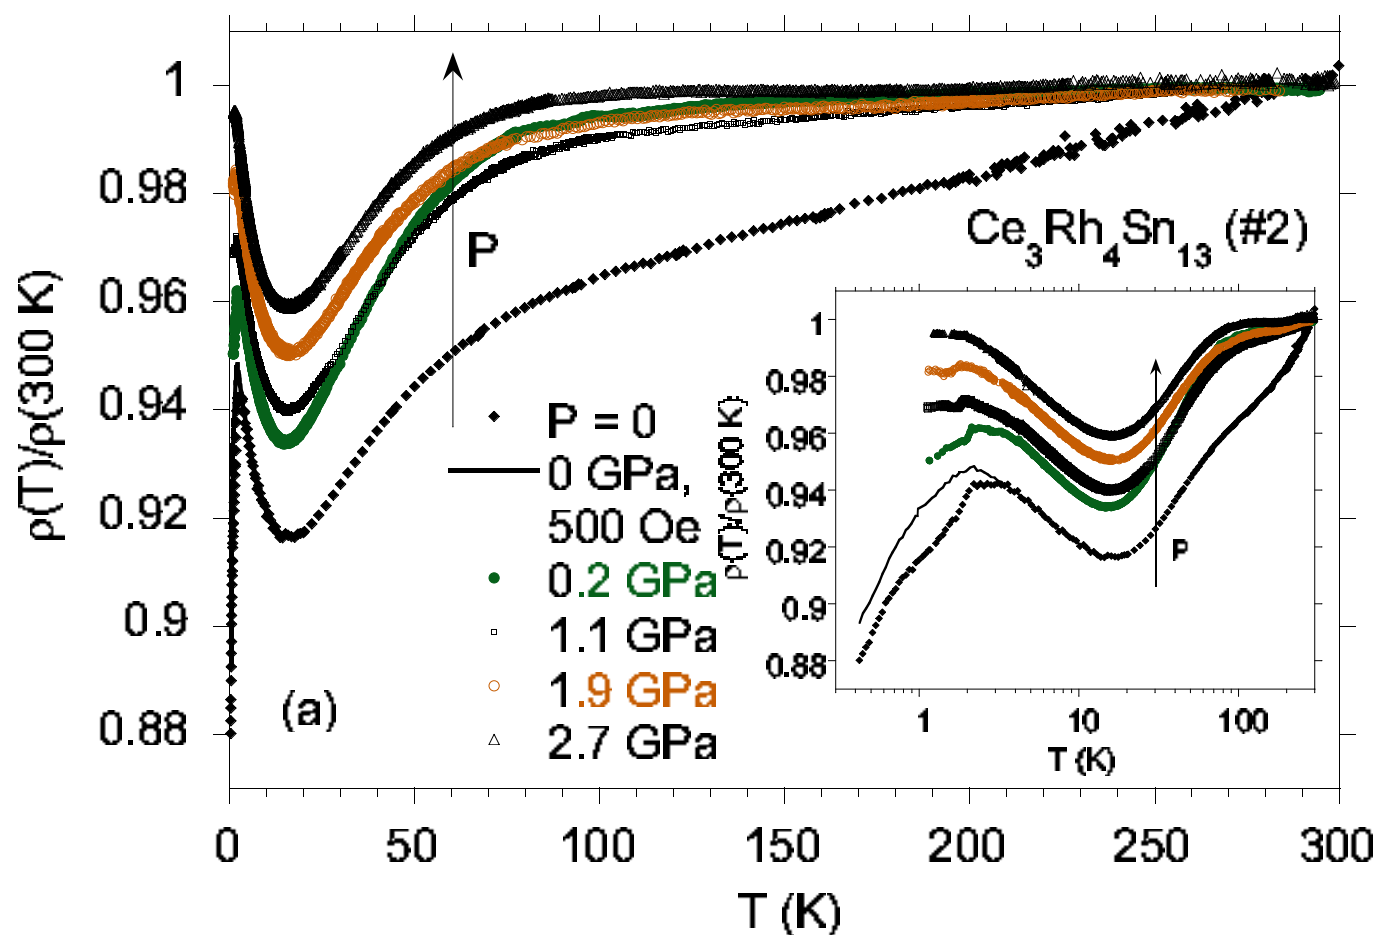 ρ(T)/ρ(300 K)
1
0.98
0.96
0.94
0.92
0.9
0.88
0
50
100
150
200
250
300
T (K)
P
Ce3Rh4Sn13 (#2)
(a)
P = 0
0 GPa,
500 Oe
0.2 GPa
1.1 GPa
1.9 GPa
2.7 GPa
ρ(T)/ρ(300 K)
1
0.98
0.96
0.94
0.92
0.9
0.88
P
1
10
100
T (K)